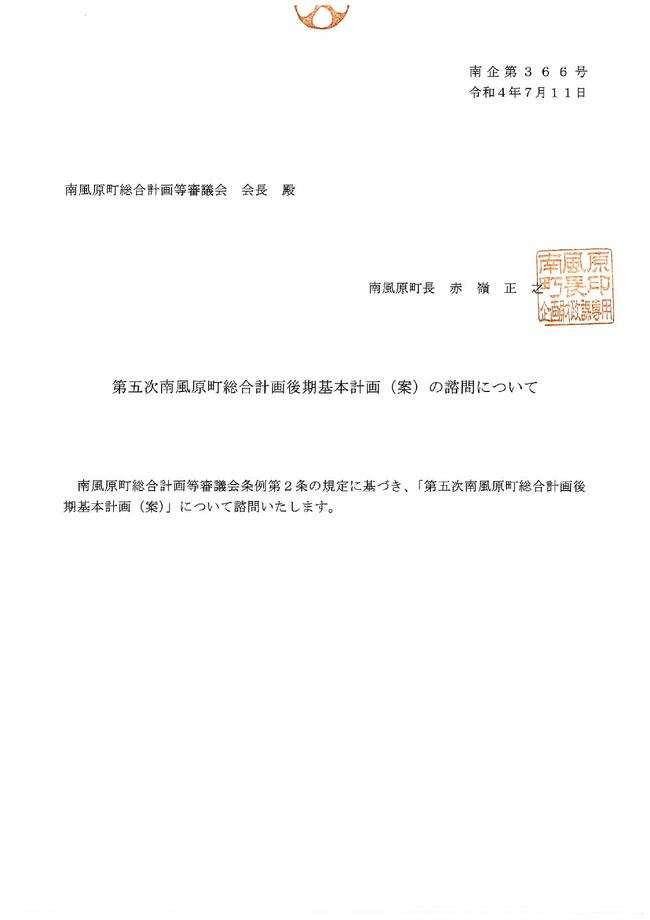 南企第３６６号
令和４年７月１１日
南風原町総合計画等審議会　会長　殿
南風原町長　赤　嶺　正　之
南風原
町長印
企画財政課専用
第五次南風原町総合計画後期基本計画（案）の諮問について
南風原町総合計画等審議会条例第２条の規定に基づき、「第五次南風原町総合計画後
期基本計画（案）」について諮問いたします。